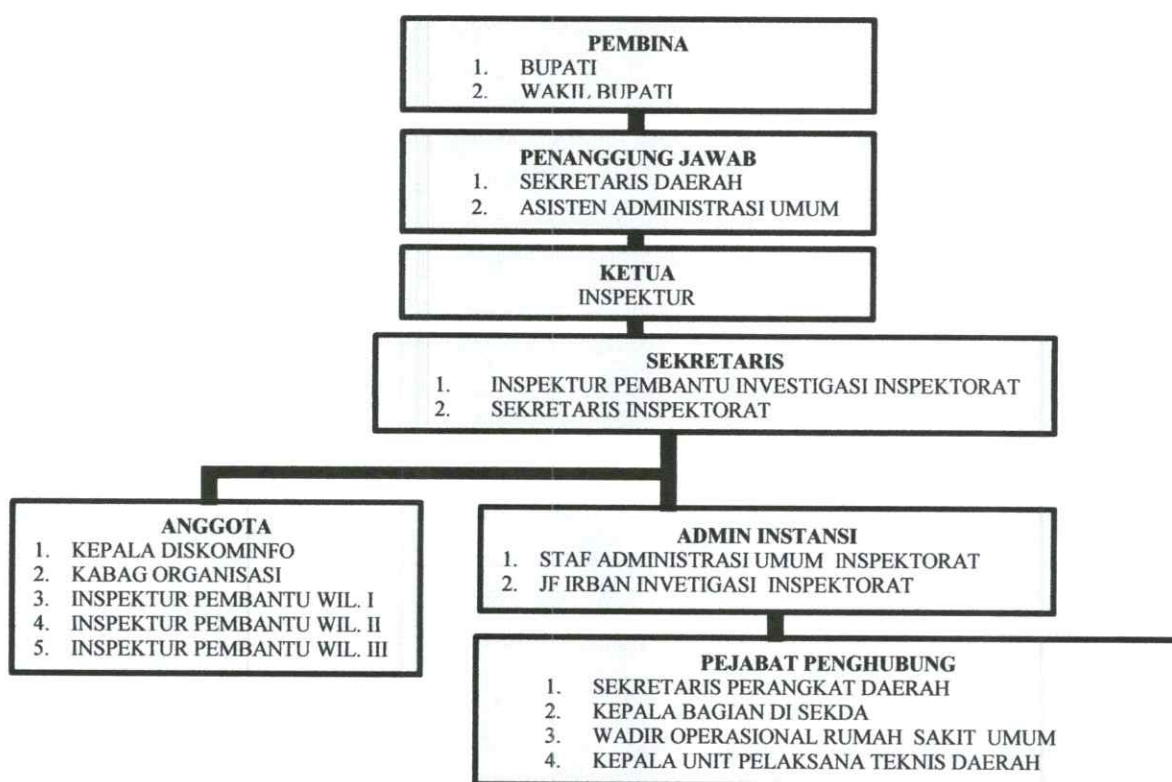 PEMBINA
1. BUPATI
2. WAKIL BUPATI
PENANGGUNG JAWAB
1. SEKRETARIS DAERAH
2. ASISTEN ADMINISTRASI UMUM
KETUA
INSPEKTUR
SEKRETARIS
1. INSPEKTUR PEMBANTU INVESTIGASI INSPEKTORAT
2. SEKRETARIS INSPEKTORAT
ANGGOTA
1. KEPALA DISKOMINFO
2. KABAG ORGANISASI
3. INSPEKTUR PEMBANTU WIL. I
4. INSPEKTUR PEMBANTU WIL. II
5. INSPEKTUR PEMBANTU WIL. III
ADMIN INSTANSI
1. STAF ADMINISTRASI UMUM INSPEKTORAT
2. JF IRBAN INVETIGASI INSPEKTORAT
PEJABAT PENGHUBUNG
1. SEKRETARIS PERANGKAT DAERAH
2. KEPALA BAGIAN DI SEKDA
3. WADIR OPERASIONAL RUMAH SAKIT UMUM
4. KEPALA UNIT PELAKSANA TEKNIS DAERAH